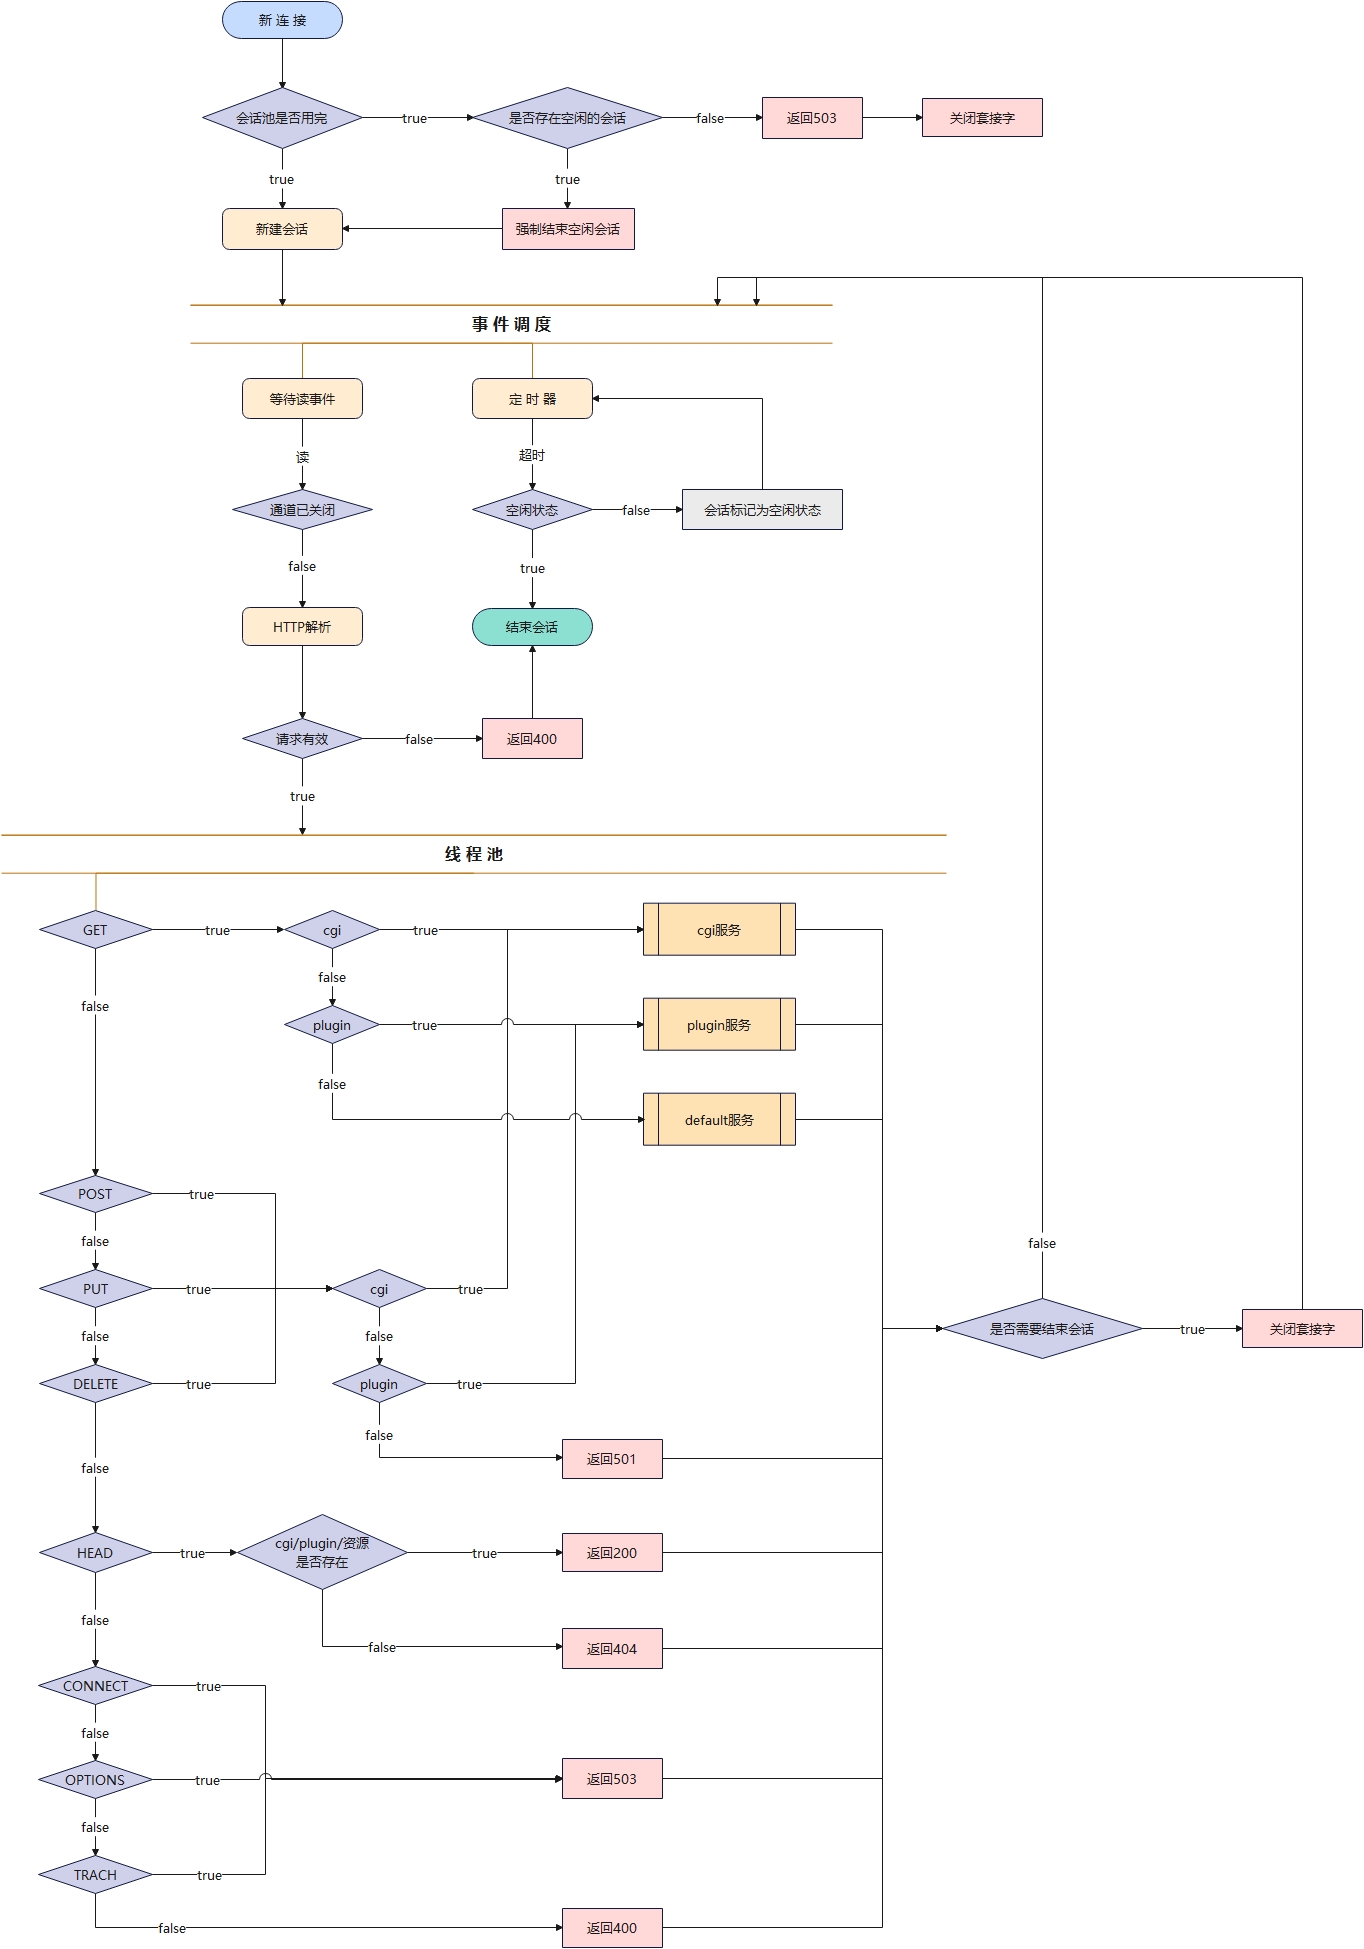 新 连 接
会话池是否用完
true
是否存在空闲的会话
false
返回503
关闭套接字
true
true
新建会话
强制结束空闲会话
事 件 调 度
等待读事件
定 时 器
读
超时
通道已关闭
空闲状态
false
会话标记为空闲状态
false
true
HTTP解析
结束会话
请求有效
false
返回400
true
线 程 池
GET
true
cgi
true
cgi服务
false
false
plugin
true
plugin服务
false
default服务
POST
true
false
false
PUT
true
cgi
true
false
false
是否需要结束会话
true
关闭套接字
DELETE
true
plugin
true
false
false
返回501
HEAD
true
cgi/plugin/资源
是否存在
true
返回200
false
false
返回404
CONNECT
true
false
OPTIONS
true
返回503
false
TRACH
true
false
返回400